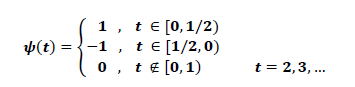 1 , t ∈ [0,1/2)
ψ(t) = { −1 , t ∈ [1/2,0)
0 , t ∉ [0,1) t = 2,3,...